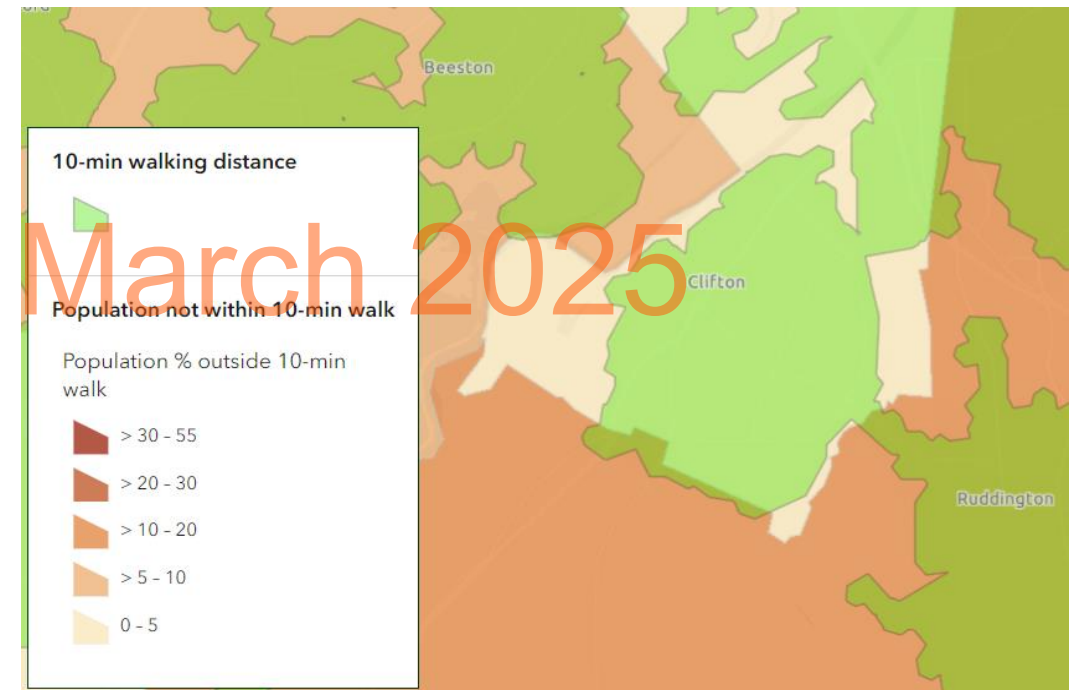 Beeston
10-min walking distance
March 2025
Clifton
Population not within 10-min walk
Population % outside 10-min
walk
> 30 - 55
> 20 - 30
> 10 - 20
> 5 - 10
0 - 5
Ruddington